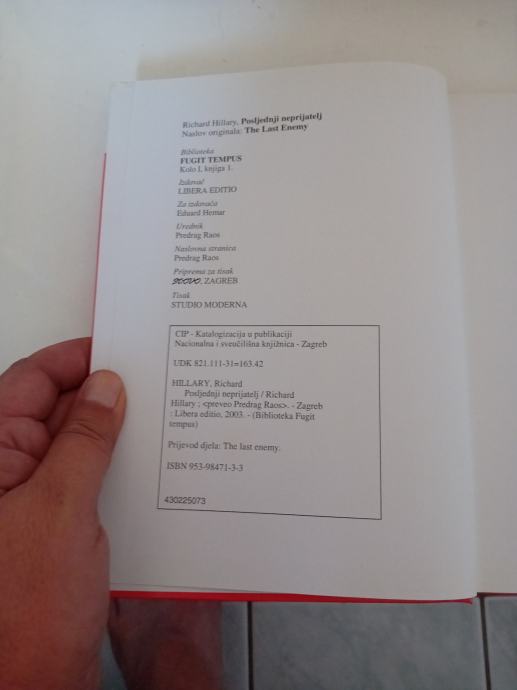 Richard Hillary, Posljednji neprijatelj
Naslov originala: The Last Enemy
Biblioteka
FUGIT TEMPUS
Kolo I, knjiga 1.
Izdavač
LIBERA EDITIO
Za izdavača
Eduard Hemar
Urednik
Predrag Raos
Naslovna stranica
Predrag Raos
Priprema za tisak
, ZAGREB
Tisak
STUDIO MODERNA
CIP - Katalogizacija u publikaciji
Nacionalna i sveučilišna knjižnica - Zagreb
UDK 821.111-31=163.42
HILLARY, Richard
Posljednji neprijatelj / Richard
Hillary ; <preveo Predrag Raos>. - Zagreb
: Libera editio, 2003. - (Biblioteka Fugit
tempus)
Prijevod djela: The last enemy.
ISBN 953-98471-3-3
430225073